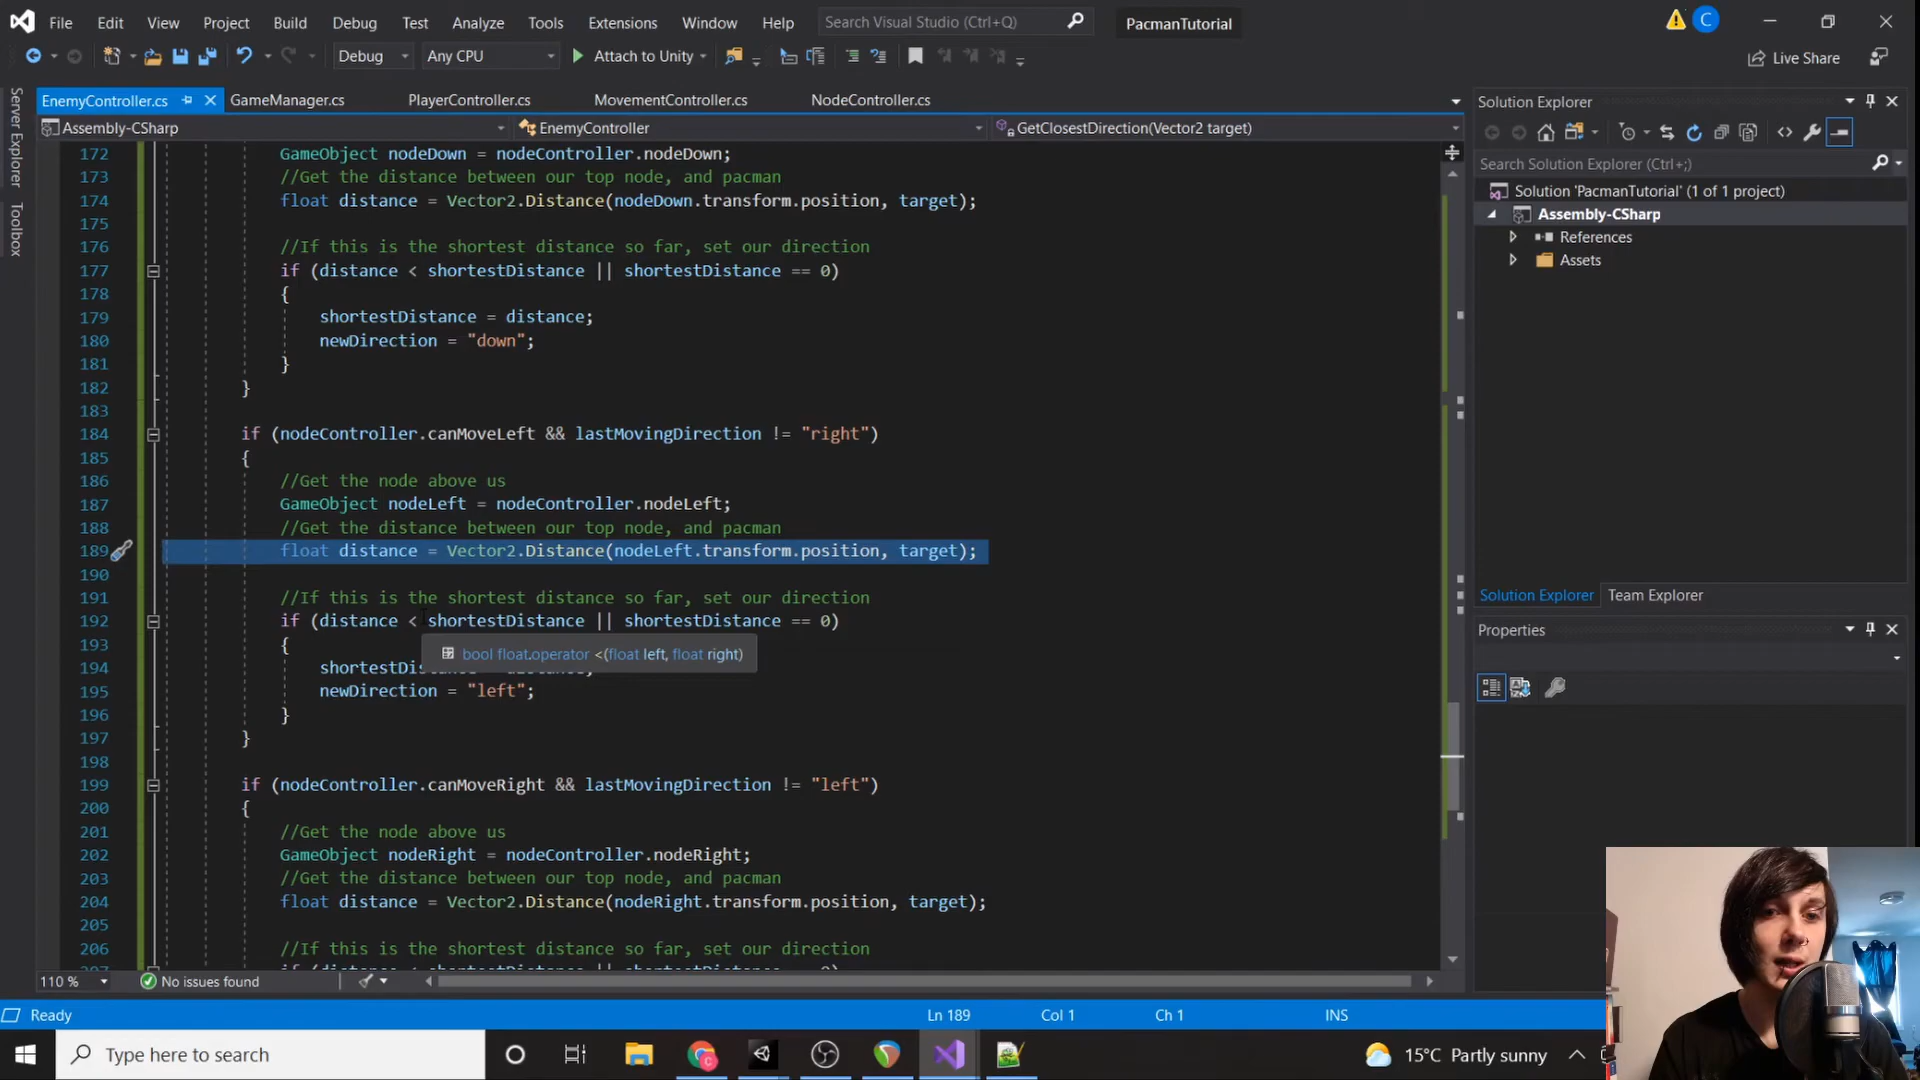 File Edit View Project Build Debug Test Analyze Tools Extensions Window Help Search Visual Studio (Ctrl+Q) PacmanTutorial C
Debug Any CPU Attach to Unity Live Share
EnemyController.cs GameManager.cs PlayerController.cs MovementController.cs NodeController.cs
Assembly-CSharp EnemyController GetClosestDirection(Vector2 target)
Server Explorer
Toolbox
172 GameObject nodeDown = nodeController.nodeDown;
173 //Get the distance between our top node, and pacman
174 float distance = Vector2.Distance(nodeDown.transform.position, target);
175
176 //If this is the shortest distance so far, set our direction
177 if (distance < shortestDistance || shortestDistance == 0)
178 {
179 shortestDistance = distance;
180 newDirection = "down";
181 }
182 }
183
184 if (nodeController.canMoveLeft && lastMovingDirection != "right")
185 {
186 //Get the node above us
187 GameObject nodeLeft = nodeController.nodeLeft;
188 //Get the distance between our top node, and pacman
189 float distance = Vector2.Distance(nodeLeft.transform.position, target);
190
191 //If this is the shortest distance so far, set our direction
192 if (distance < shortestDistance || shortestDistance == 0)
193 {
bool float.operator <(float left, float right)
194 shortestDis
195 newDirection = "left";
196 }
197 }
198
199 if (nodeController.canMoveRight && lastMovingDirection != "left")
200 {
201 //Get the node above us
202 GameObject nodeRight = nodeController.nodeRight;
203 //Get the distance between our top node, and pacman
204 float distance = Vector2.Distance(nodeRight.transform.position, target);
205
206 //If this is the shortest distance so far, set our direction
110 % No issues found
Solution Explorer
Search Solution Explorer (Ctrl+;)
Solution 'PacmanTutorial' (1 of 1 project)
Assembly-CSharp
References
Assets
Solution Explorer Team Explorer
Properties
Ready Ln 189 Col 1 Ch 1 INS
Type here to search 15°C Partly sunny